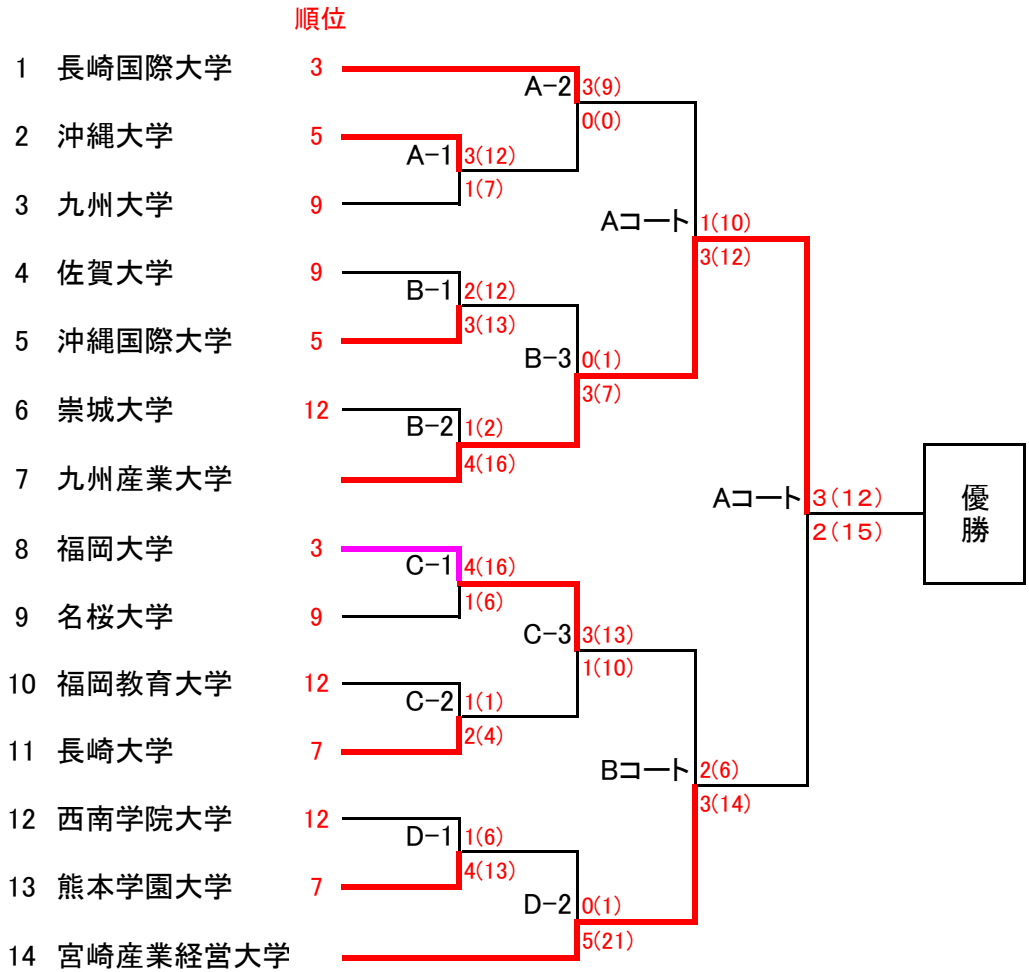 順位
1 長崎国際大学 3
A-2 3(9)
0(0)
2 沖縄大学 5
A-1 3(12)
1(7)
3 九州大学 9
Aコート 1(10)
3(12)
4 佐賀大学 9
B-1 2(12)
3(13)
5 沖縄国際大学 5
B-3 0(1)
3(7)
6 崇城大学 12
B-2 1(2)
4(16)
7 九州産業大学
Aコート 3(12)
2(15)
優勝
8 福岡大学 3
C-1 4(16)
1(6)
9 名桜大学 9
C-3 3(13)
1(10)
10 福岡教育大学 12
C-2 1(1)
2(4)
11 長崎大学 7
Bコート 2(6)
3(14)
12 西南学院大学 12
D-1 1(6)
4(13)
13 熊本学園大学 7
D-2 0(1)
5(21)
14 宮崎産業経営大学